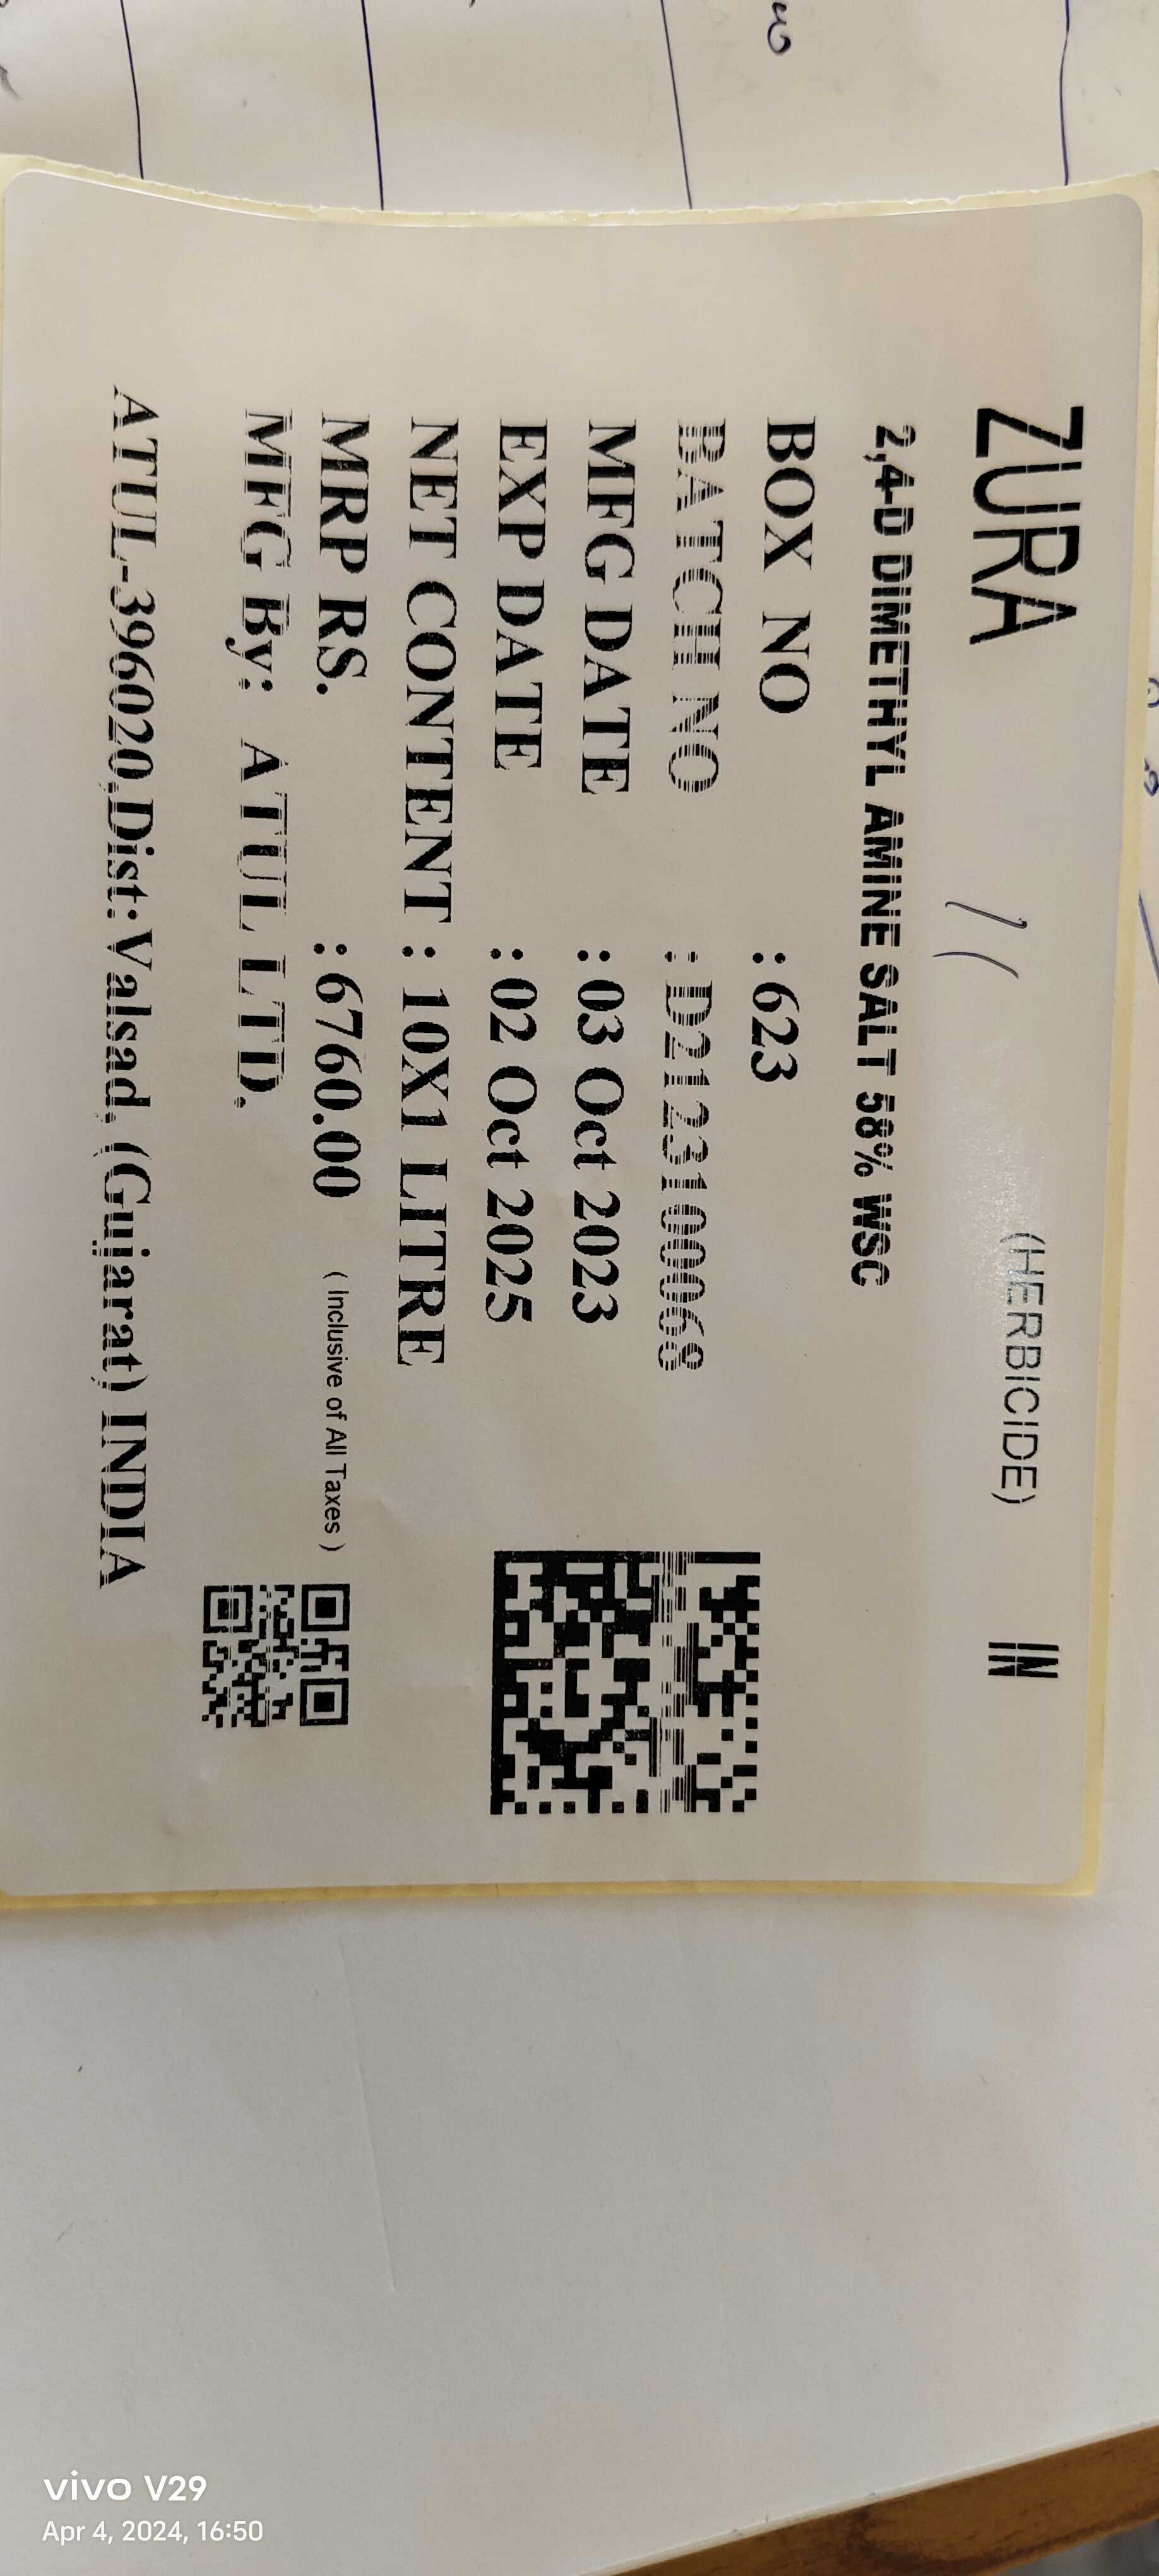 ZURA (HERBICIDE) IN
2,4-D DIMETHYL AMINE SALT 58% WSC
BOX NO :623
BATCH NO :D2123100068
MFG DATE :03 Oct 2023
EXP DATE :02 Oct 2025
NET CONTENT : 10X1 LITRE
MRP RS. :6760.00 ( Inclusive of All Taxes )
MFG By: ATUL LTD.
ATUL-396020,Dist:Valsad, (Gujarat) INDIA
vivo V29
Apr 4, 2024, 16:50